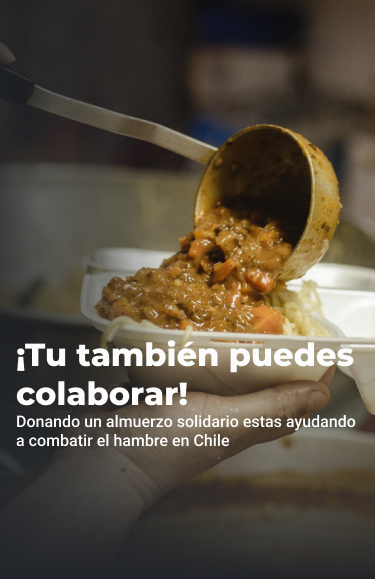 ¡Tu también puedes
colaborar!
Donando un almuerzo solidario estas ayudando
a combatir el hambre en Chile